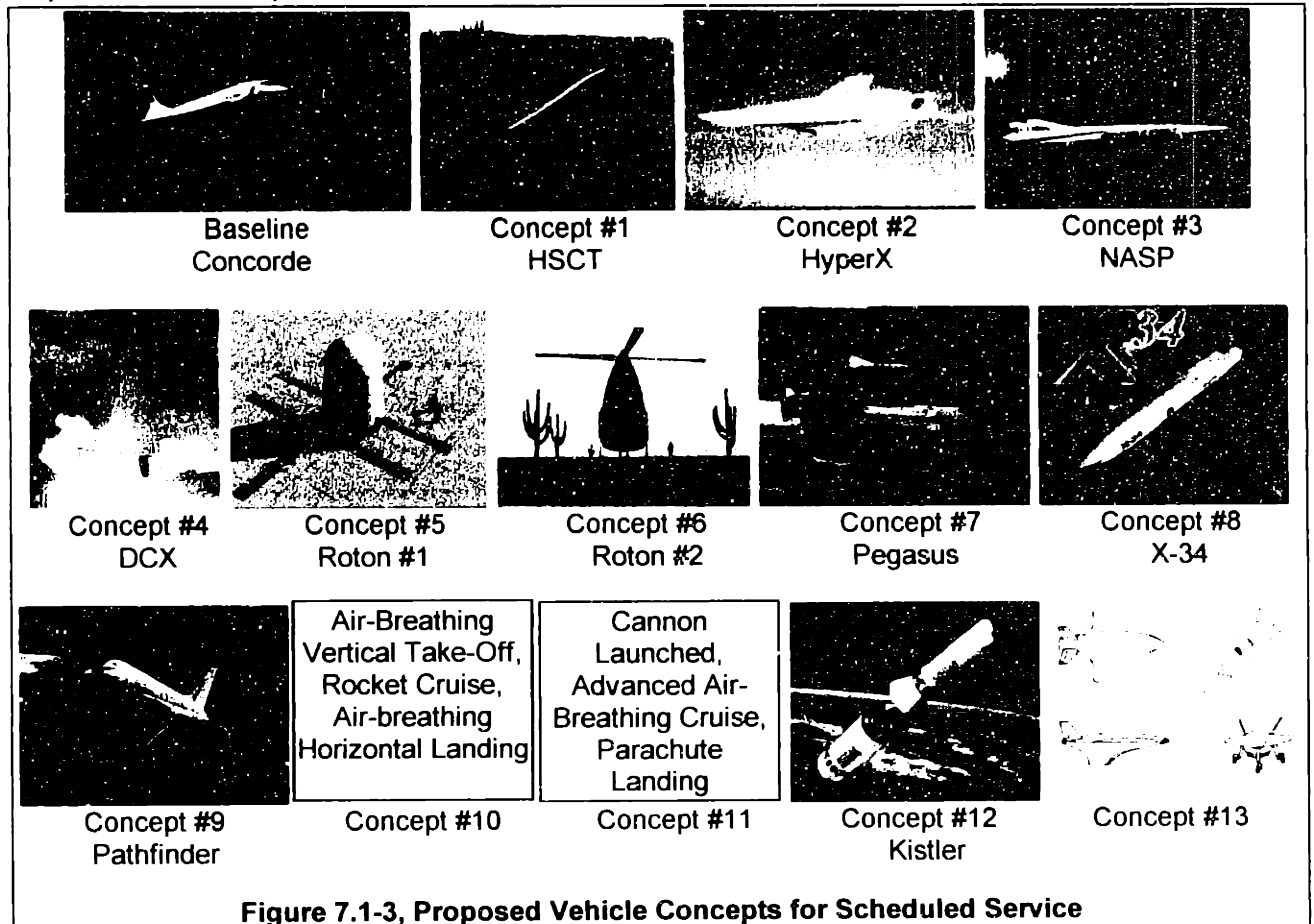 Baseline
Concorde
Concept #1
HSCT
Concept #2
HyperX
Concept #3
NASP
34
Concept #4
DCX
Concept #5
Roton #1
Concept #6
Roton #2
Concept #7
Pegasus
Concept #8
X-34
Air-Breathing
Vertical Take-Off,
Rocket Cruise,
Air-breathing
Horizontal Landing
Cannon
Launched,
Advanced Air-
Breathing Cruise,
Parachute
Landing
Concept #9
Pathfinder
Concept #10
Concept #11
Concept #12
Kistler
Concept #13
Figure 7.1-3, Proposed Vehicle Concepts for Scheduled Service